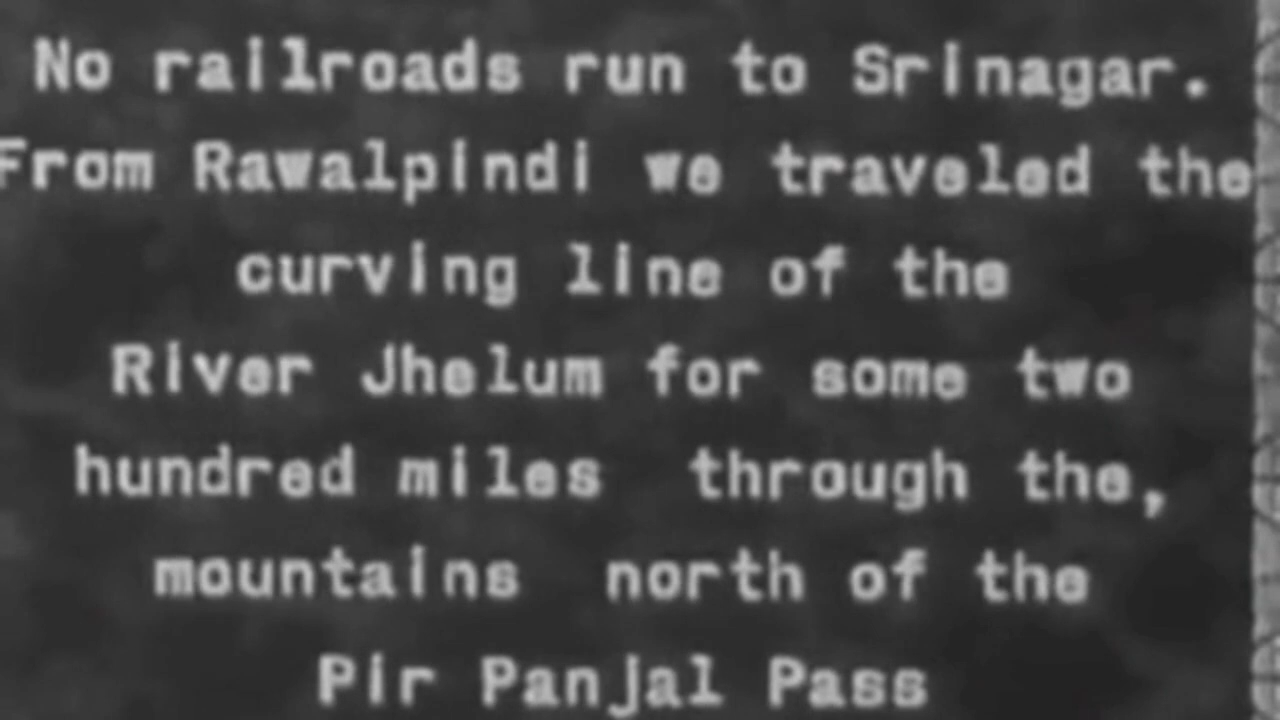 No railroads run to Srinagar.
From Rawalpindi we traveled the
curving line of the
River Jhelum for some two
hundred miles through the,
mountains north of the
Pir Panjal Pass